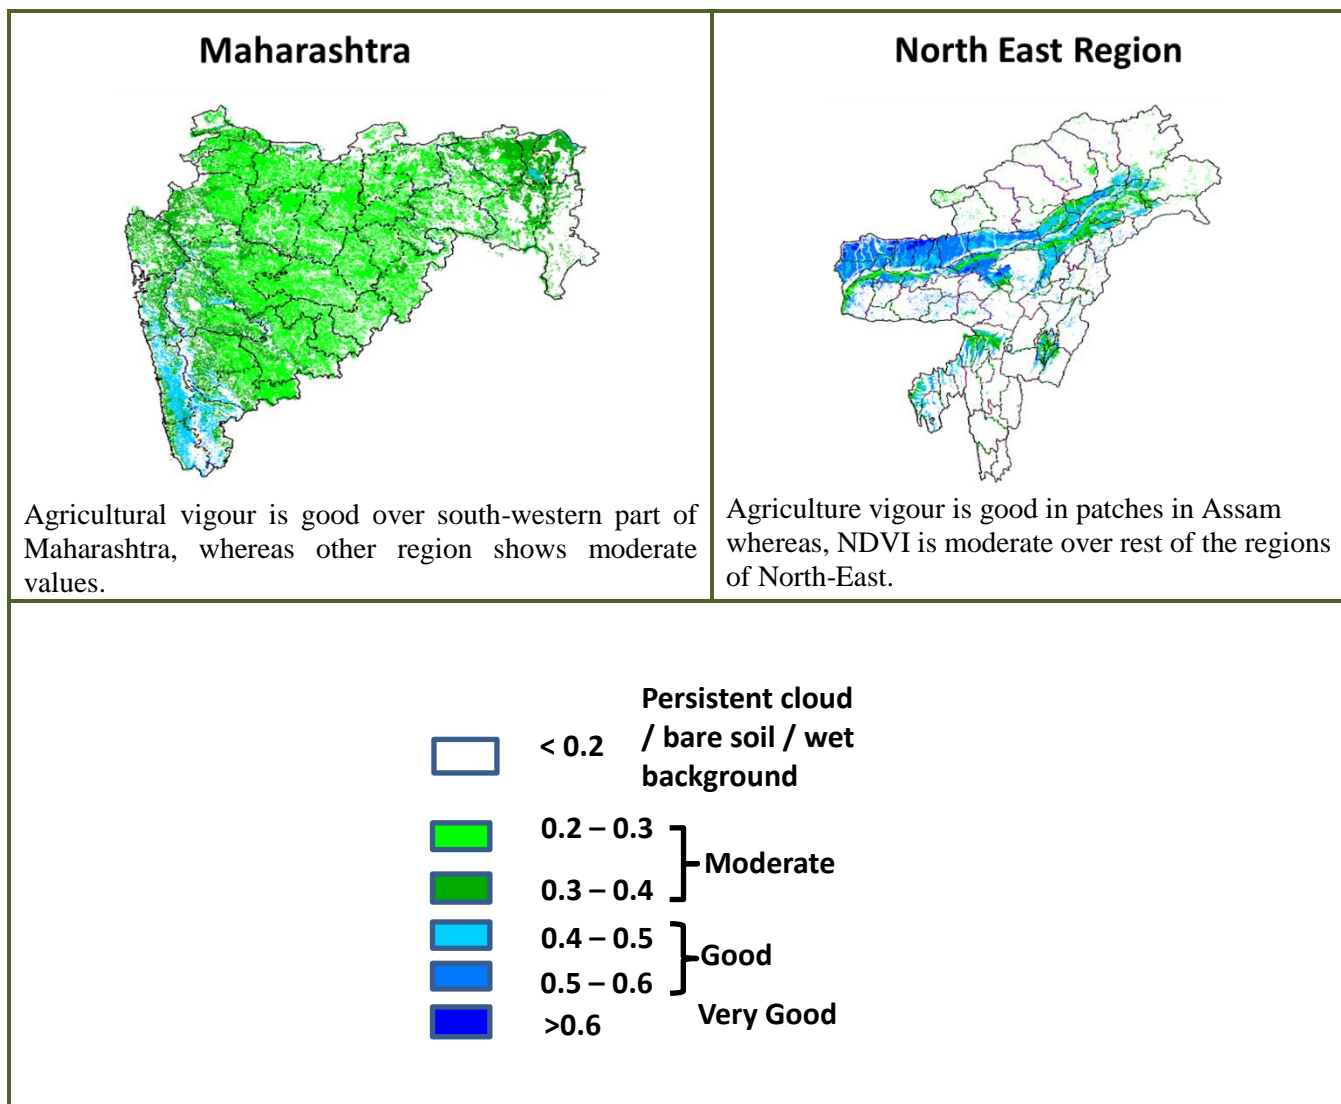 Maharashtra
Agricultural vigour is good over south-western part of
Maharashtra, whereas other region shows moderate
values.
North East Region
Agriculture vigour is good in patches in Assam
whereas, NDVI is moderate over rest of the regions
of North-East.
< 0.2
Persistent cloud
/ bare soil / wet
background
0.2 – 0.3
0.3 – 0.4
Moderate
0.4 – 0.5
0.5 – 0.6
Good
>0.6
Very Good